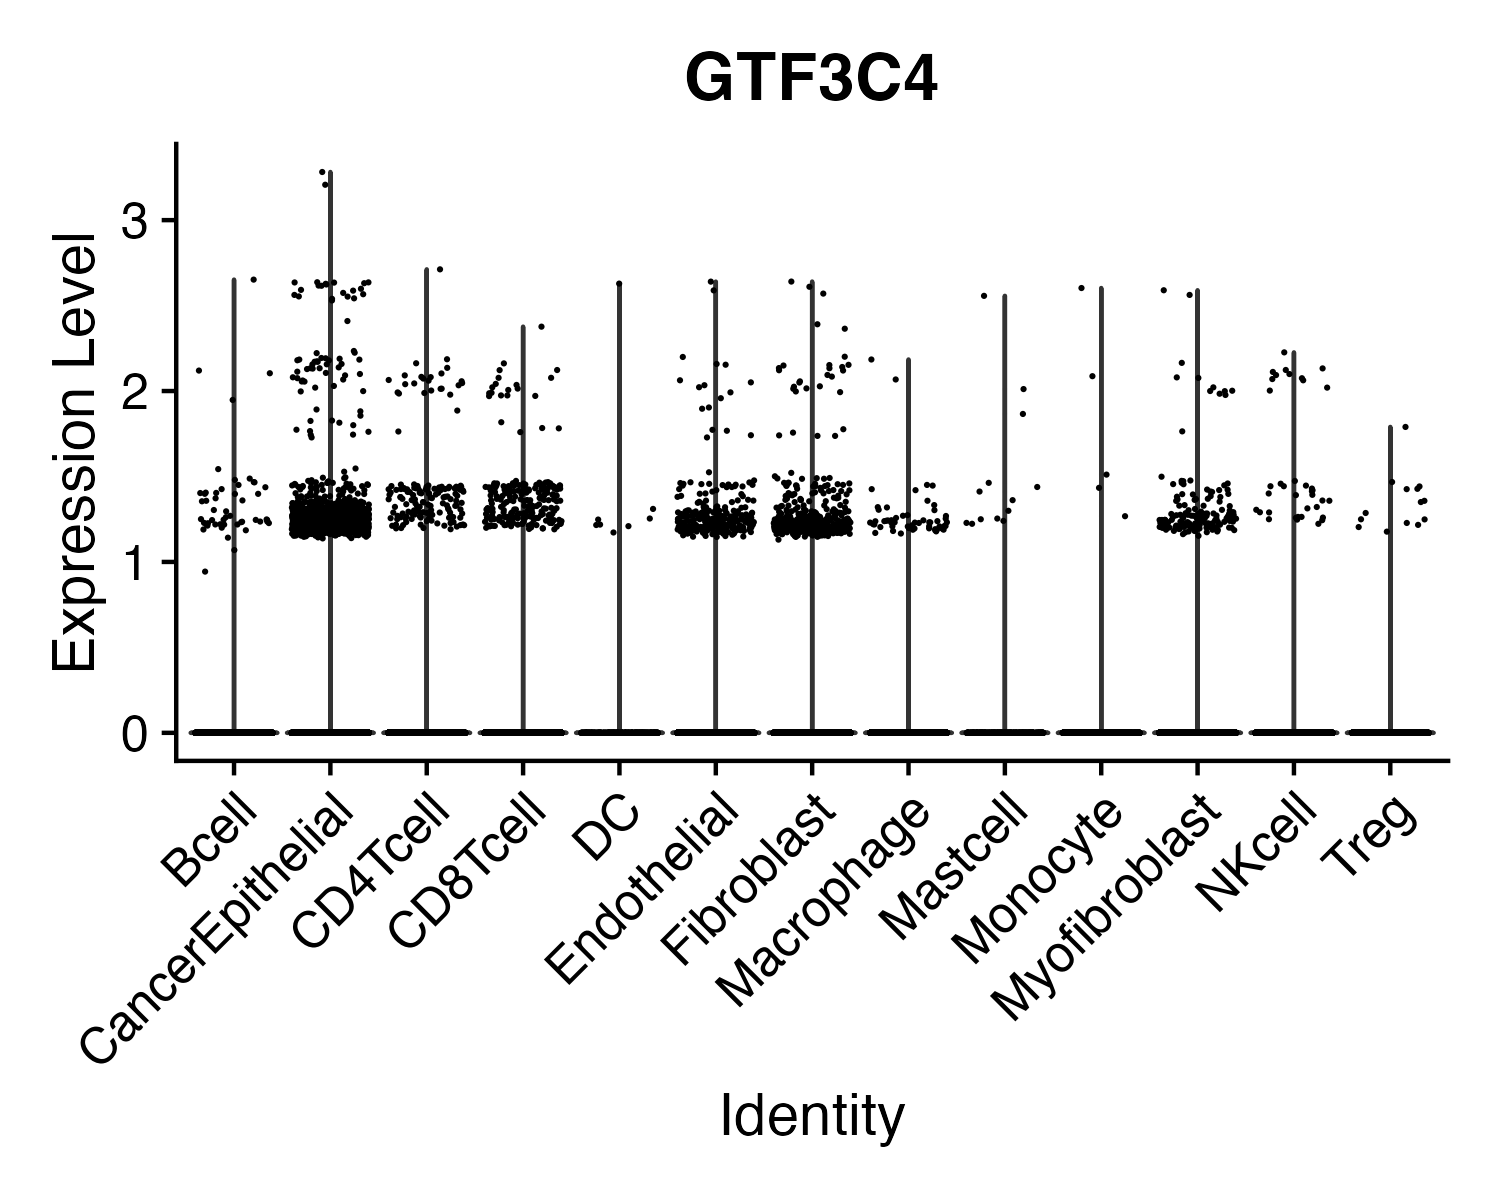 GTF3C4
Expression Level
3
2
1
0
Bcell
CancerEpithelial
CD4Tcell
CD8Tcell
DC
Endothelial
Fibroblast
Macrophage
Mastcell
Monocyte
Myofibroblast
NKcell
Treg
Identity